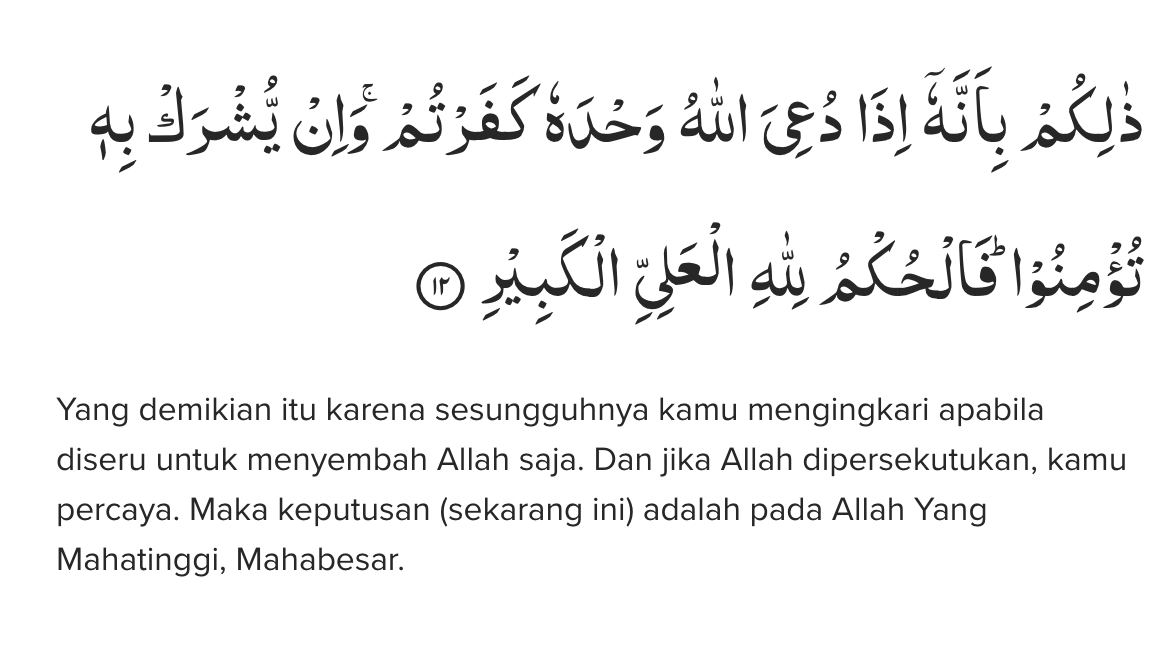 ذٰلِكُمْ بِاَنَّهٗٓ اِذَا دُعِيَ اللّٰهُ وَحْدَهٗ كَفَرْتُمْۚ وَاِنْ يُّشْرَكْ بِهٖ
تُؤْمِنُوْاۗ فَالْحُكْمُ لِلّٰهِ الْعَلِيِّ الْكَبِيْرِ ۝١٢
Yang demikian itu karena sesungguhnya kamu mengingkari apabila
diseru untuk menyembah Allah saja. Dan jika Allah dipersekutukan, kamu
percaya. Maka keputusan (sekarang ini) adalah pada Allah Yang
Mahatinggi, Mahabesar.